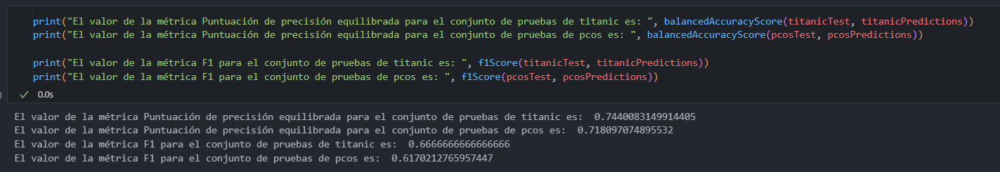 print("El valor de la métrica Puntuación de precisión equilibrada para el conjunto de pruebas de titanic es: ", balancedAccuracyScore(titanicTest, titanicPredictions))
print("El valor de la métrica Puntuación de precisión equilibrada para el conjunto de pruebas de pcos es: ", balancedAccuracyScore(pcosTest, pcosPredictions))
print("El valor de la métrica F1 para el conjunto de pruebas de titanic es: ", f1Score(titanicTest, titanicPredictions))
print("El valor de la métrica F1 para el conjunto de pruebas de pcos es: ", f1Score(pcosTest, pcosPredictions))
0.0s
El valor de la métrica Puntuación de precisión equilibrada para el conjunto de pruebas de titanic es:  0.7440083149914405
El valor de la métrica Puntuación de precisión equilibrada para el conjunto de pruebas de pcos es:  0.718097074895532
El valor de la métrica F1 para el conjunto de pruebas de titanic es:  0.6666666666666666
El valor de la métrica F1 para el conjunto de pruebas de pcos es:  0.6170212765957447